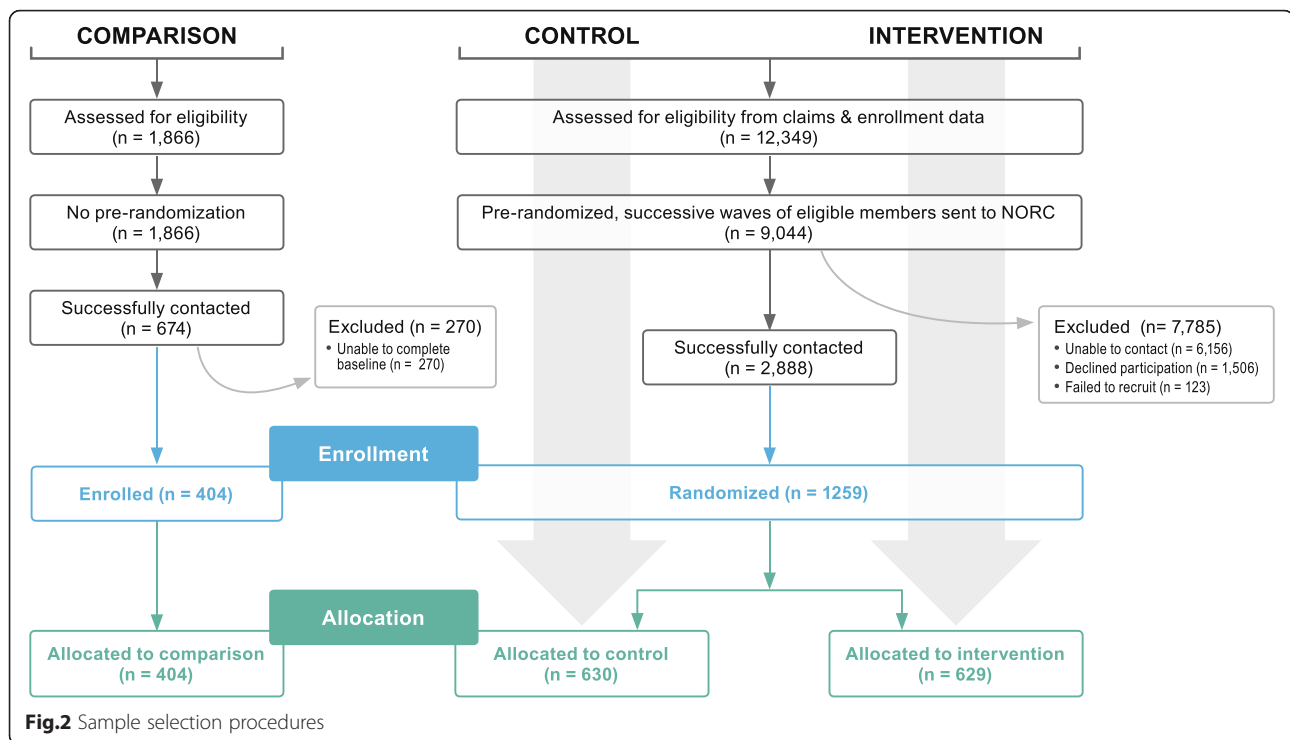 COMPARISON
CONTROL
INTERVENTION
Assessed for eligibility
(n = 1,866)
Assessed for eligibility from claims & enrollment data
(n = 12,349)
No pre-randomization
(n = 1,866)
Pre-randomized, successive waves of eligible members sent to NORC
(n = 9,044)
Successfully contacted
(n = 674)
Excluded (n = 270)
• Unable to complete
baseline (n = 270)
Successfully contacted
(n = 2,888)
Excluded (n= 7,785)
• Unable to contact (n = 6,156)
• Declined participation (n = 1,506)
• Failed to recruit (n = 123)
Enrollment
Enrolled (n = 404)
Randomized (n = 1259)
Allocation
Allocated to comparison
(n = 404)
Allocated to control
(n = 630)
Allocated to intervention
(n = 629)
Fig.2 Sample selection procedures